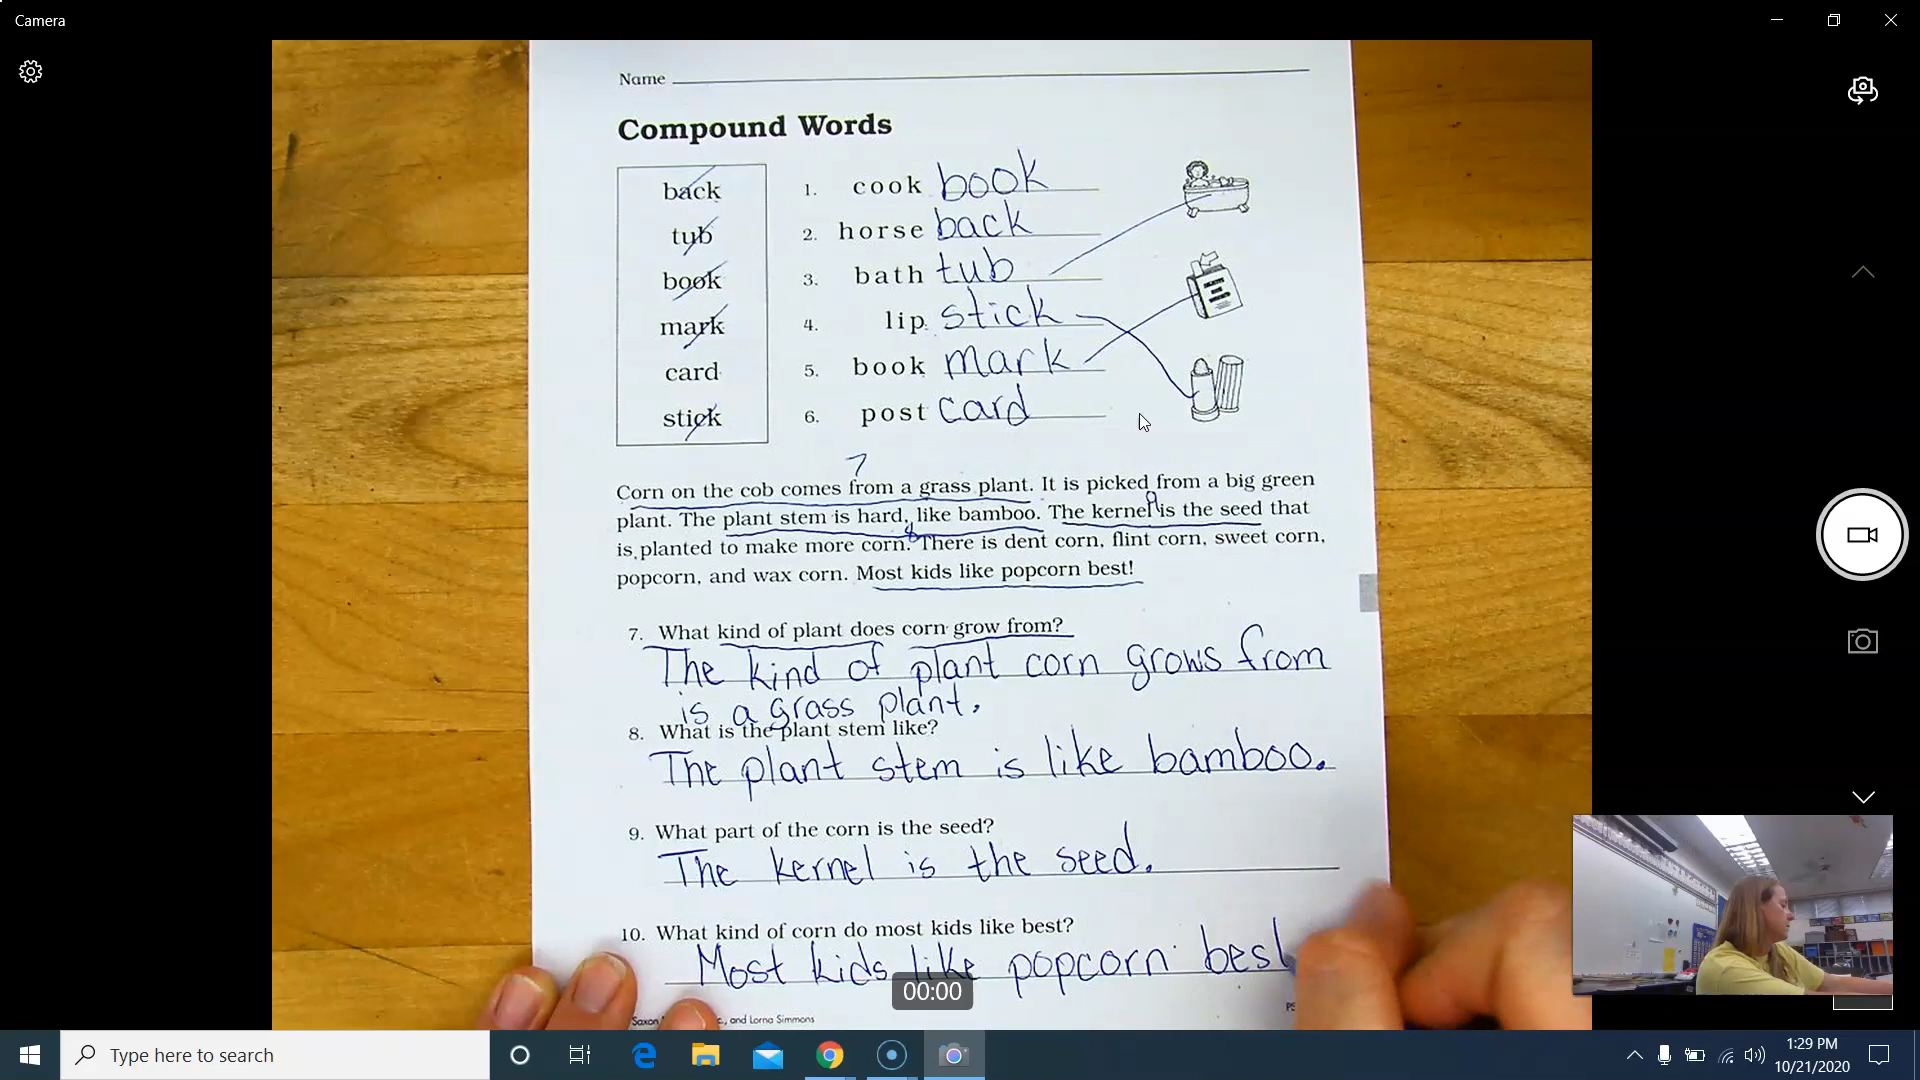 Camera
Name
Compound Words
back
tub
book
mark
card
stick
1. cook book
2. horse back
3. bath tub
4. lip stick
5. book mark
6. post card
7
Corn on the cob comes from a grass plant. It is picked from a big green
plant. The plant stem is hard, like bamboo. The kernel is the seed that
9
8
is planted to make more corn. There is dent corn, flint corn, sweet corn,
popcorn, and wax corn. Most kids like popcorn best!
7. What kind of plant does corn grow from?
The kind of plant corn grows from
is a grass plant.
8. What is the plant stem like?
The plant stem is like bamboo.
9. What part of the corn is the seed?
The kernel is the seed.
10. What kind of corn do most kids like best?
Most kids like popcorn best
00:00
Saxon
, and Lorna Simmons
Type here to search
1:29 PM
10/21/2020